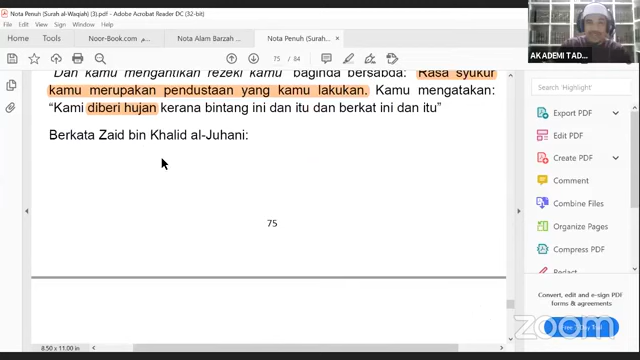 Nota Penuh (Surah al-Waqiah) (3).pdf - Adobe Acrobat Reader DC (32-bit)
File Edit View Sign Window Help
Home Tools Noor-Book.com Nota Alam Barzah Nota Penuh (Surah... ×
75 / 84
AKADEMI TAD...
"Dan kamu mengantikan rezeki kamu" baginda bersabda: Rasa syukur
kamu merupakan pendustaan yang kamu lakukan. Kamu mengatakan:
"Kami diberi hujan kerana bintang ini dan itu dan berkat ini dan itu"
Berkata Zaid bin Khalid al-Juhani:
75
8.50 x 11.00 in
Search 'Highlight'
Export PDF
Edit PDF
Create PDF
Comment
Combine Files
Organize Pages
Compress PDF
Redact
Convert, edit and e-sign PDF
forms & agreements
Free 7-Day Trial
zoom